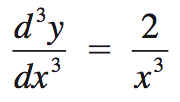 d³y/dx³ = 2/x³